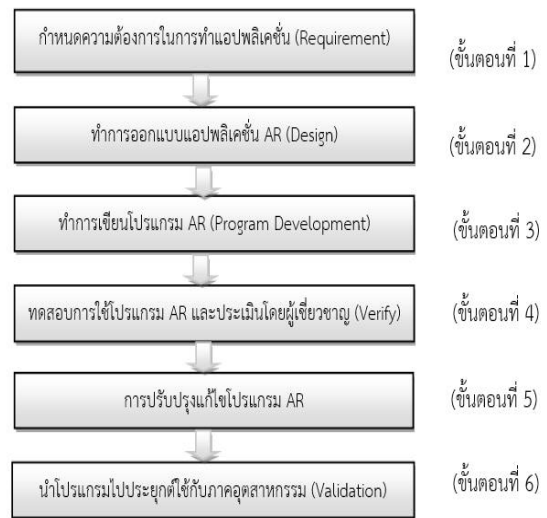 กำหนดความต้องการในการทำแอปพลิเคชั่น (Requirement)
(ขั้นตอนที่ 1)
ทำการออกแบบแอปพลิเคชั่น AR (Design)
(ขั้นตอนที่ 2)
ทำการเขียนโปรแกรม AR (Program Development)
(ขั้นตอนที่ 3)
ทดสอบการใช้โปรแกรม AR และประเมินโดยผู้เชี่ยวชาญ (Verify)
(ขั้นตอนที่ 4)
การปรับปรุงแก้ไขโปรแกรม AR
(ขั้นตอนที่ 5)
นำโปรแกรมไปประยุกต์ใช้กับภาคอุตสาหกรรม (Validation)
(ขั้นตอนที่ 6)